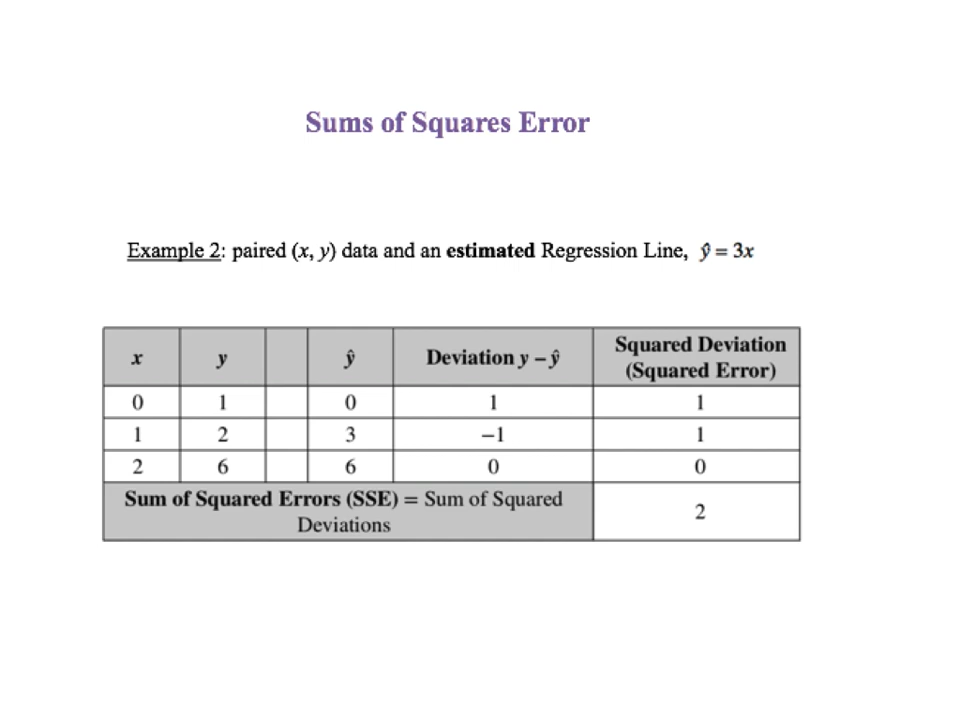 Sums of Squares Error
Example 2: paired (x, y) data and an estimated Regression Line, ŷ = 3x
x y ŷ Deviation y – ŷ Squared Deviation (Squared Error)
0 1 0 1 1
1 2 3 –1 1
2 6 6 0 0
Sum of Squared Errors (SSE) = Sum of Squared
Deviations
2